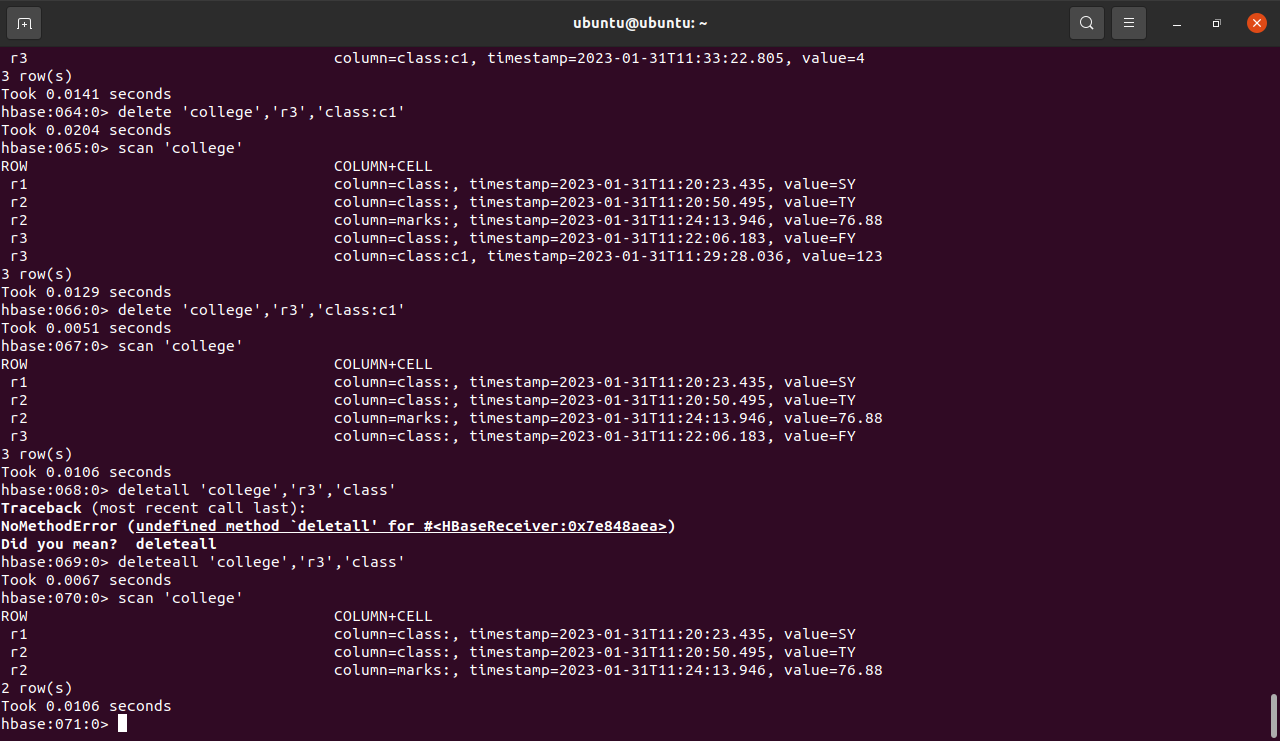 ubuntu@ubuntu: ~
 r3                                  column=class:c1, timestamp=2023-01-31T11:33:22.805, value=4
3 row(s)
Took 0.0141 seconds
hbase:064:0> delete 'college','r3','class:c1'
Took 0.0204 seconds
hbase:065:0> scan 'college'
ROW                                  COLUMN+CELL
 r1                                  column=class:, timestamp=2023-01-31T11:20:23.435, value=SY
 r2                                  column=class:, timestamp=2023-01-31T11:20:50.495, value=TY
 r2                                  column=marks:, timestamp=2023-01-31T11:24:13.946, value=76.88
 r3                                  column=class:, timestamp=2023-01-31T11:22:06.183, value=FY
 r3                                  column=class:c1, timestamp=2023-01-31T11:29:28.036, value=123
3 row(s)
Took 0.0129 seconds
hbase:066:0> delete 'college','r3','class:c1'
Took 0.0051 seconds
hbase:067:0> scan 'college'
ROW                                  COLUMN+CELL
 r1                                  column=class:, timestamp=2023-01-31T11:20:23.435, value=SY
 r2                                  column=class:, timestamp=2023-01-31T11:20:50.495, value=TY
 r2                                  column=marks:, timestamp=2023-01-31T11:24:13.946, value=76.88
 r3                                  column=class:, timestamp=2023-01-31T11:22:06.183, value=FY
3 row(s)
Took 0.0106 seconds
hbase:068:0> deletall 'college','r3','class'
Traceback (most recent call last):
NoMethodError (undefined method `deletall' for #<HBaseReceiver:0x7e848aea>)
Did you mean?  deleteall
hbase:069:0> deleteall 'college','r3','class'
Took 0.0067 seconds
hbase:070:0> scan 'college'
ROW                                  COLUMN+CELL
 r1                                  column=class:, timestamp=2023-01-31T11:20:23.435, value=SY
 r2                                  column=class:, timestamp=2023-01-31T11:20:50.495, value=TY
 r2                                  column=marks:, timestamp=2023-01-31T11:24:13.946, value=76.88
2 row(s)
Took 0.0106 seconds
hbase:071:0>